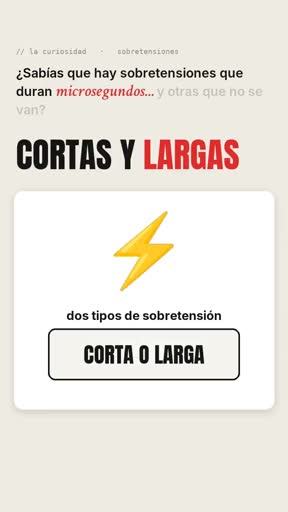 // la curiosidad · sobretensiones
¿Sabías que hay sobretensiones que
duran microsegundos... y otras que no se
van?
CORTAS Y LARGAS
dos tipos de sobretensión
CORTA O LARGA